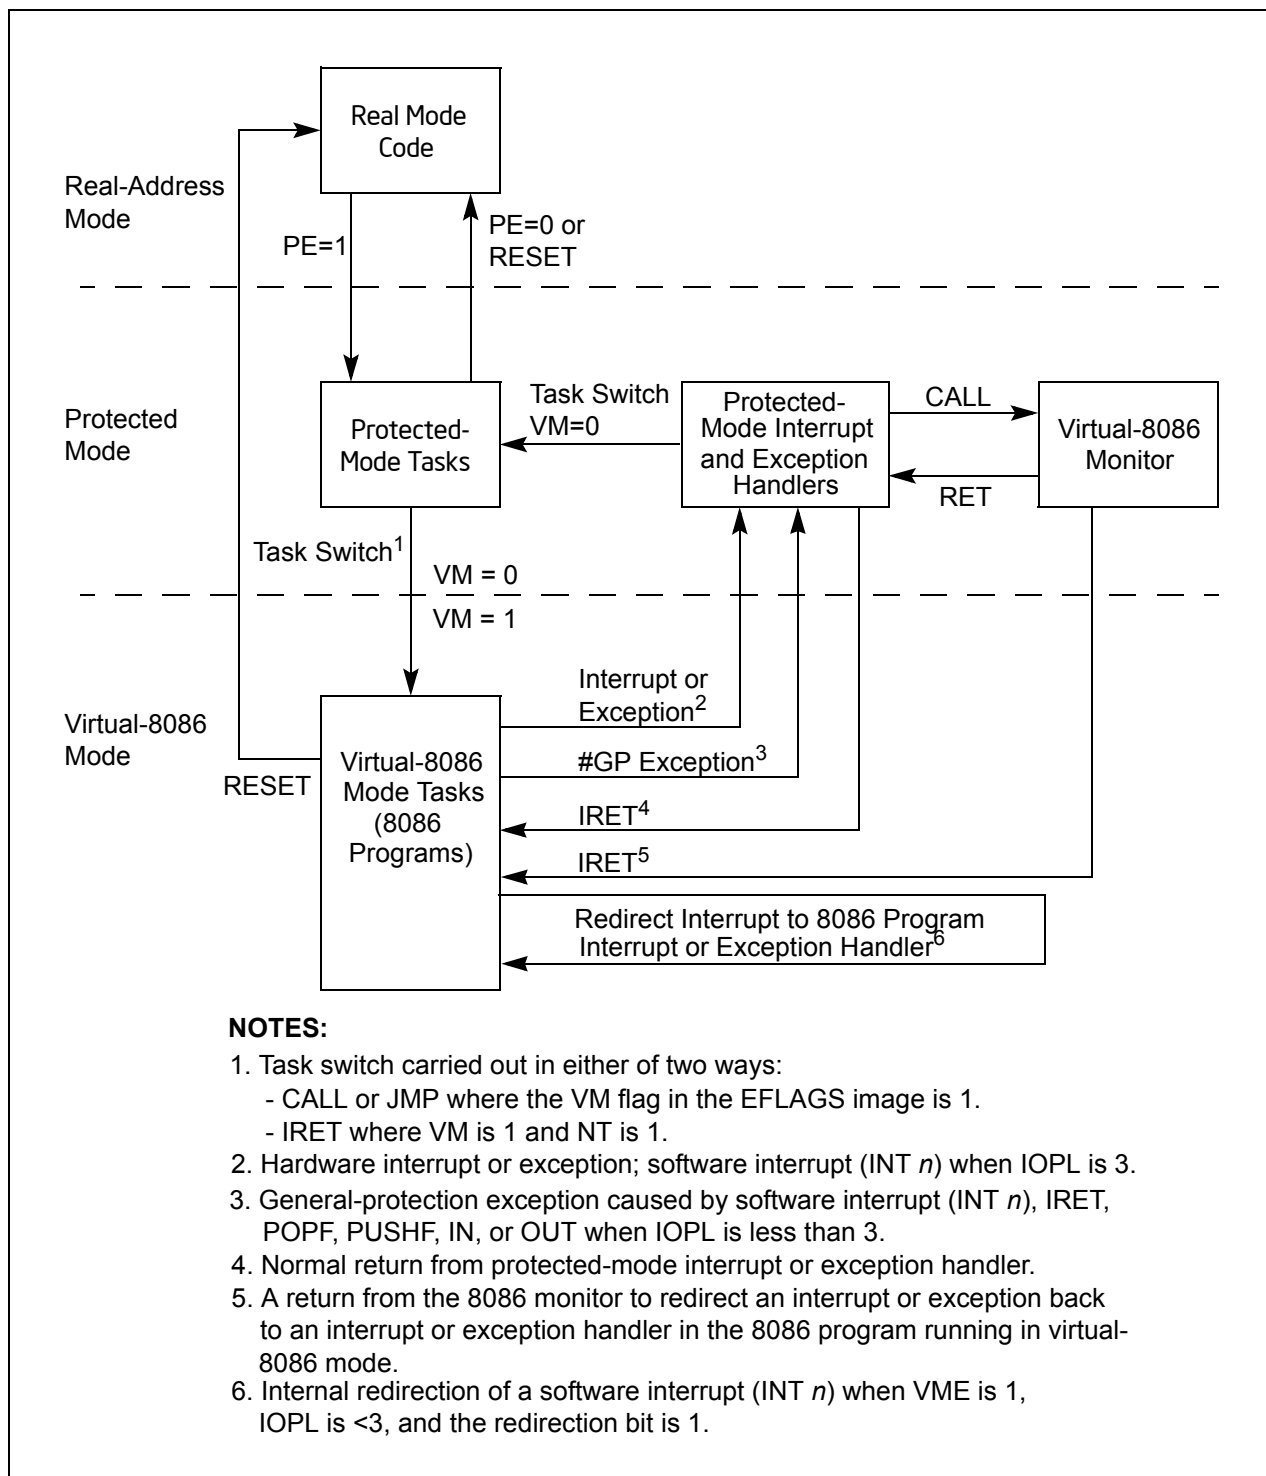 Real Mode
Code
Real-Address
Mode
PE=1
PE=0 or
RESET
Protected
Mode
Protected-
Mode Tasks
Task Switch
VM=0
Protected-
Mode Interrupt
and Exception
Handlers
CALL
RET
Virtual-8086
Monitor
Task Switch1
VM = 0
VM = 1
Virtual-8086
Mode
RESET
Virtual-8086
Mode Tasks
(8086
Programs)
Interrupt or
Exception2
#GP Exception3
IRET4
IRET5
Redirect Interrupt to 8086 Program
Interrupt or Exception Handler6
NOTES:
1. Task switch carried out in either of two ways:
- CALL or JMP where the VM flag in the EFLAGS image is 1.
- IRET where VM is 1 and NT is 1.
2. Hardware interrupt or exception; software interrupt (INT n) when IOPL is 3.
3. General-protection exception caused by software interrupt (INT n), IRET,
POPF, PUSHF, IN, or OUT when IOPL is less than 3.
4. Normal return from protected-mode interrupt or exception handler.
5. A return from the 8086 monitor to redirect an interrupt or exception back
to an interrupt or exception handler in the 8086 program running in virtual-
8086 mode.
6. Internal redirection of a software interrupt (INT n) when VME is 1,
IOPL is <3, and the redirection bit is 1.